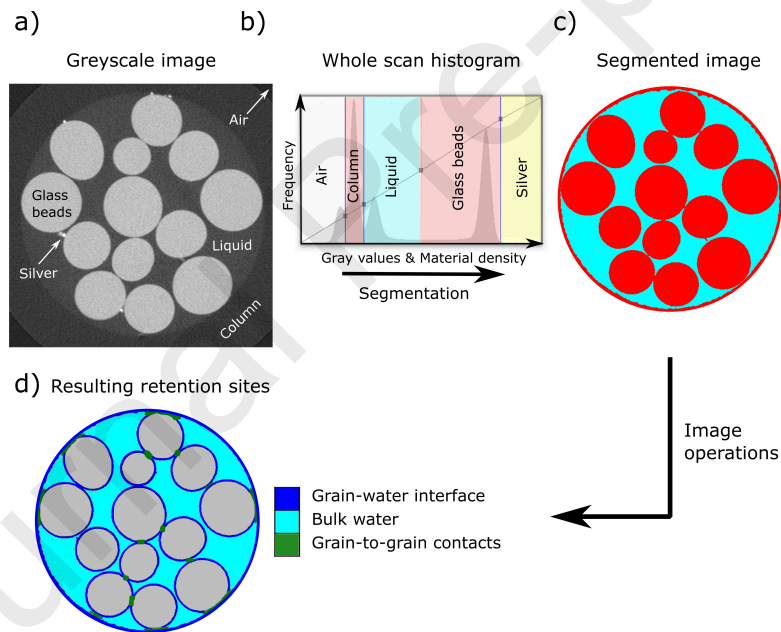 a)
Greyscale image
Air
Glass
beads
Liquid
Silver
Column
b)
Whole scan histogram
Frequency
Air
Column
Liquid
Glass beads
Silver
Gray values & Material density
Segmentation
c)
Segmented image
Image
operations
d)
Resulting retention sites
Grain-water interface
Bulk water
Grain-to-grain contacts